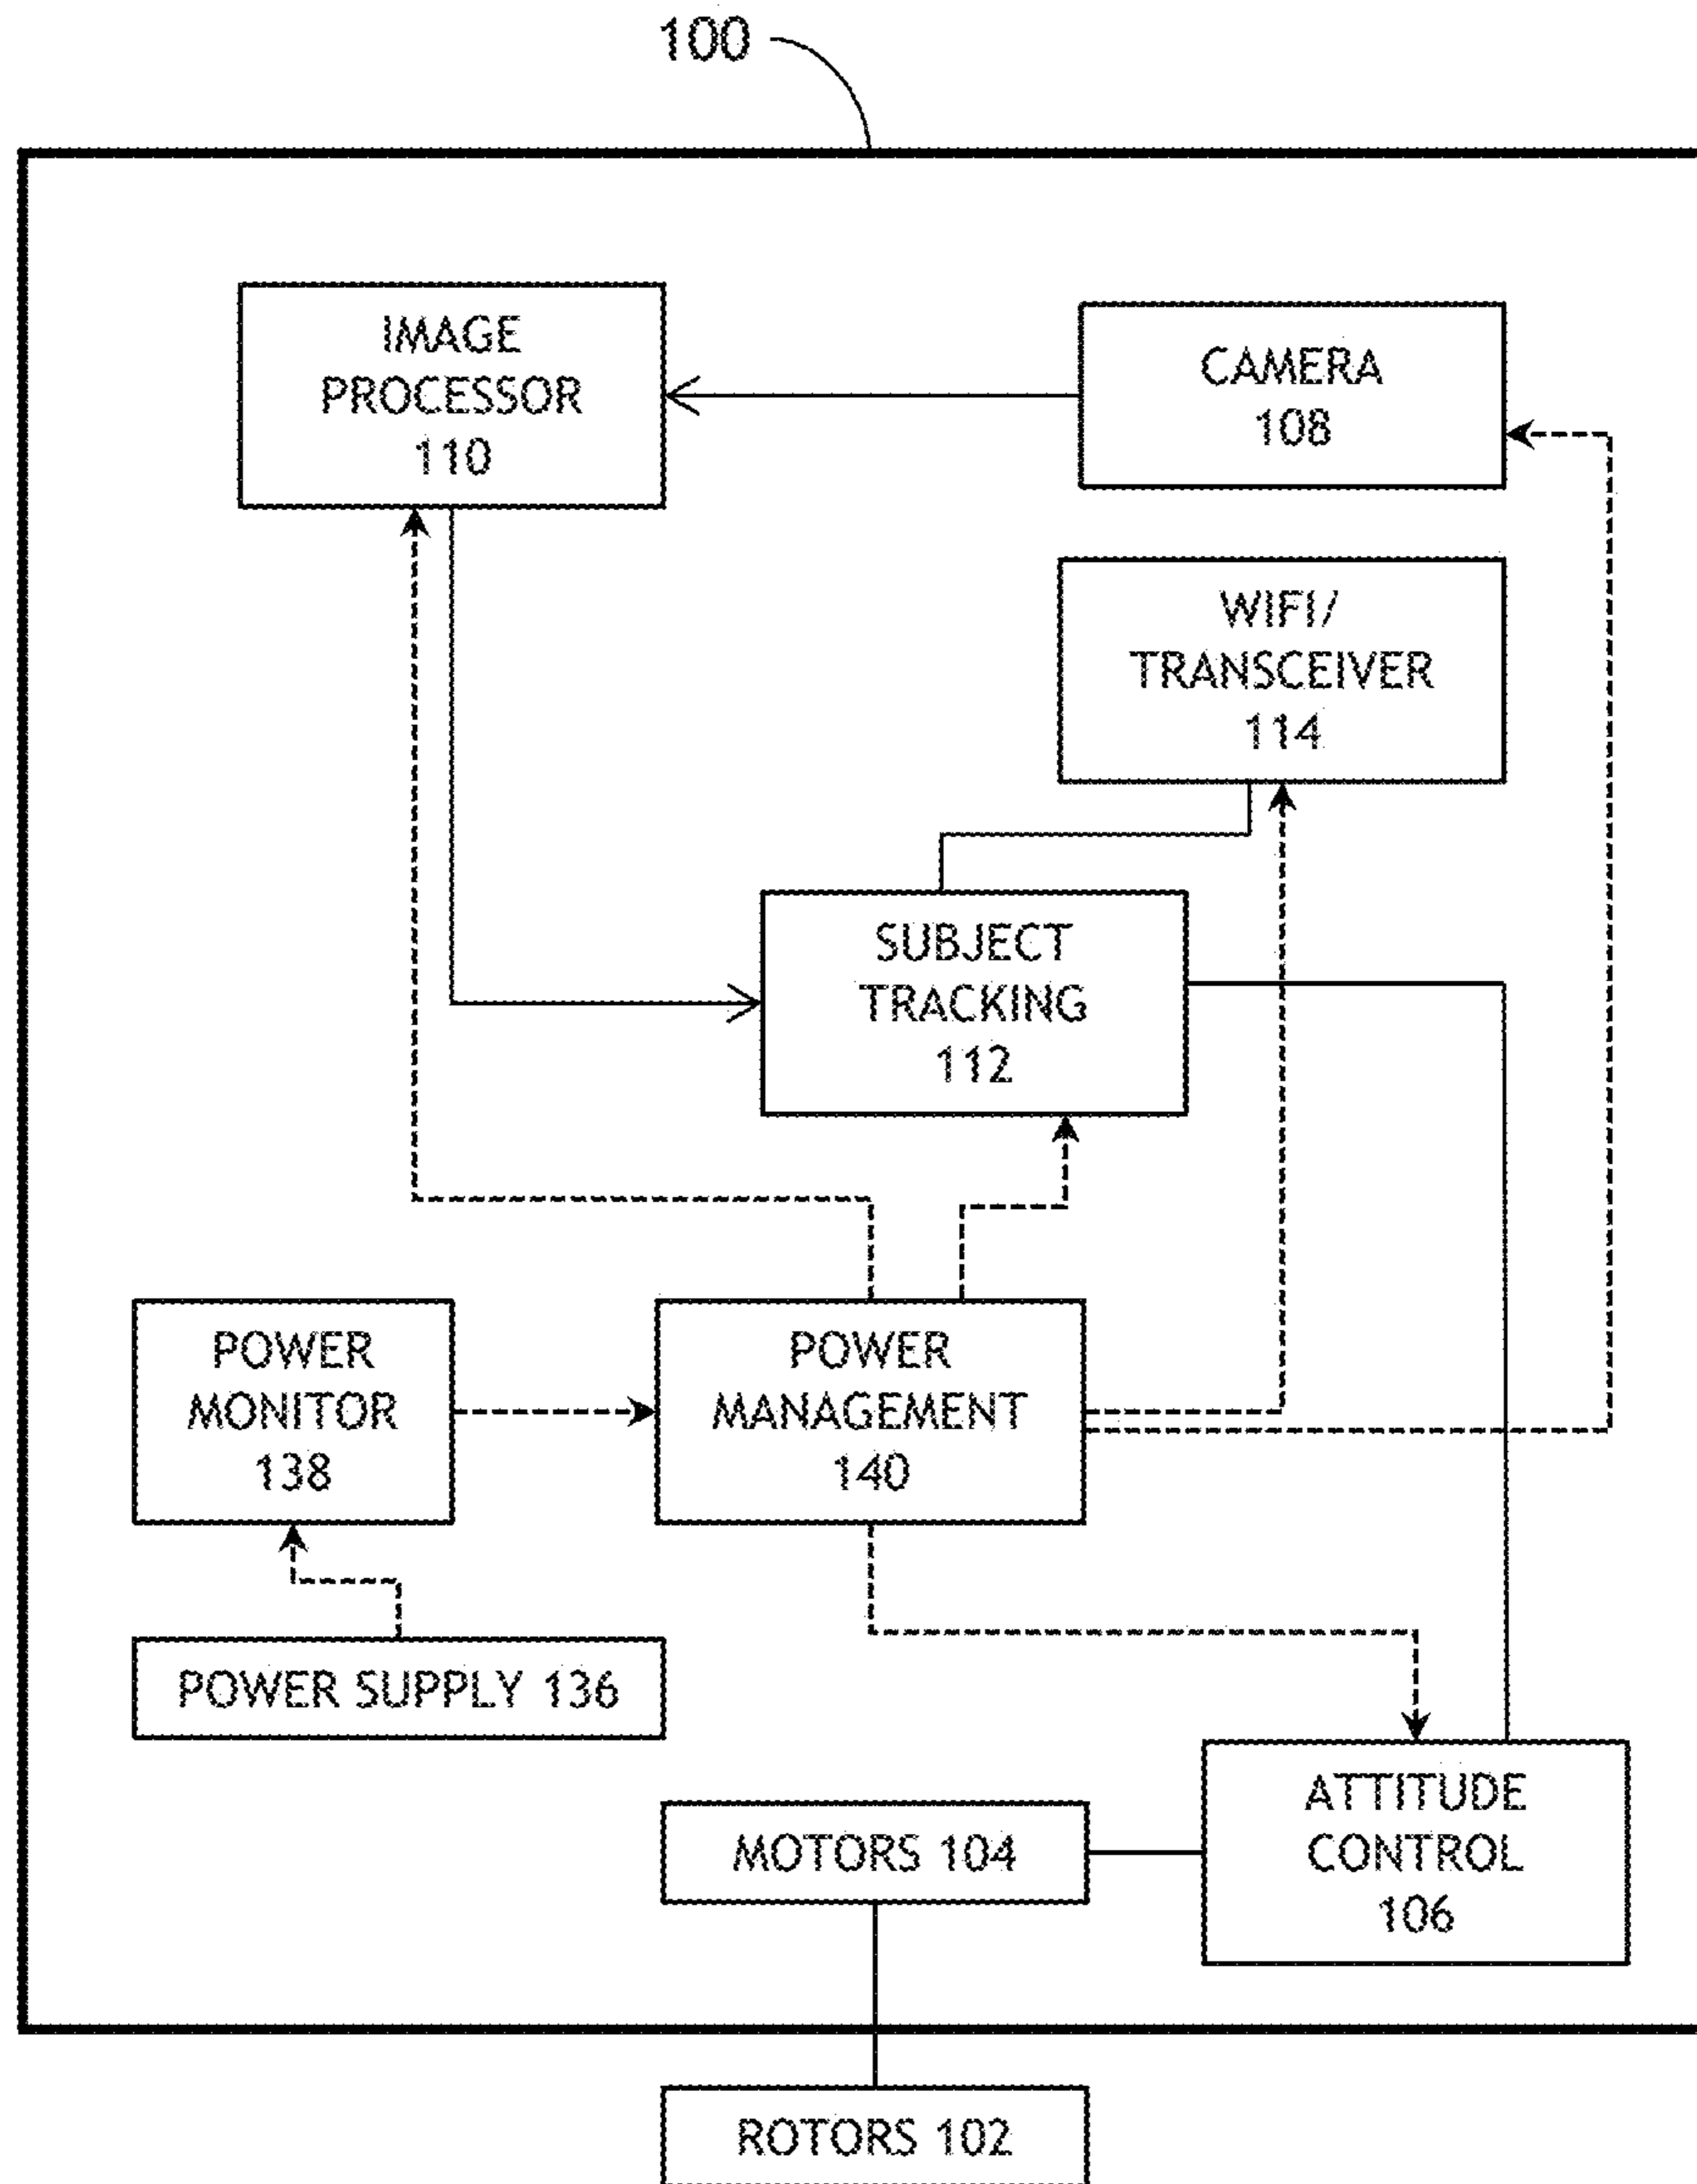 100
IMAGE
PROCESSOR
110
CAMERA
108
WIFI/
TRANSCEIVER
114
SUBJECT
TRACKING
112
POWER
MONITOR
138
POWER
MANAGEMENT
140
POWER SUPPLY 136
ATTITUDE
CONTROL
106
MOTORS 104
ROTORS 102